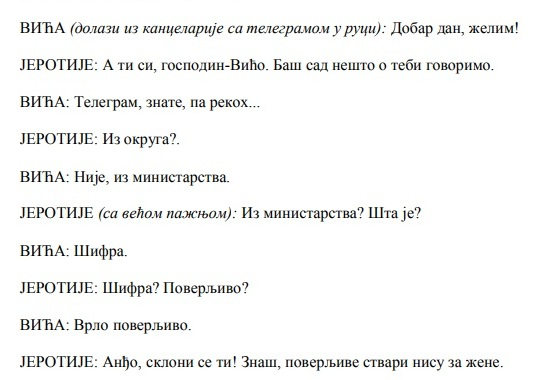 ВИЋА (долази из канцеларије са телеграмом у руци): Добар дан, желим!
ЈЕРОТИЈЕ: А ти си, господин-Вићо. Баш сад нешто о теби говоримо.
ВИЋА: Телеграм, знате, па рекох...
ЈЕРОТИЈЕ: Из округа?.
ВИЋА: Није, из министарства.
ЈЕРОТИЈЕ (са већом пажњом): Из министарства? Шта је?
ВИЋА: Шифра.
ЈЕРОТИЈЕ: Шифра? Поверљиво?
ВИЋА: Врло поверљиво.
ЈЕРОТИЈЕ: Анђо, склони се ти! Знаш, поверљиве ствари нису за жене.